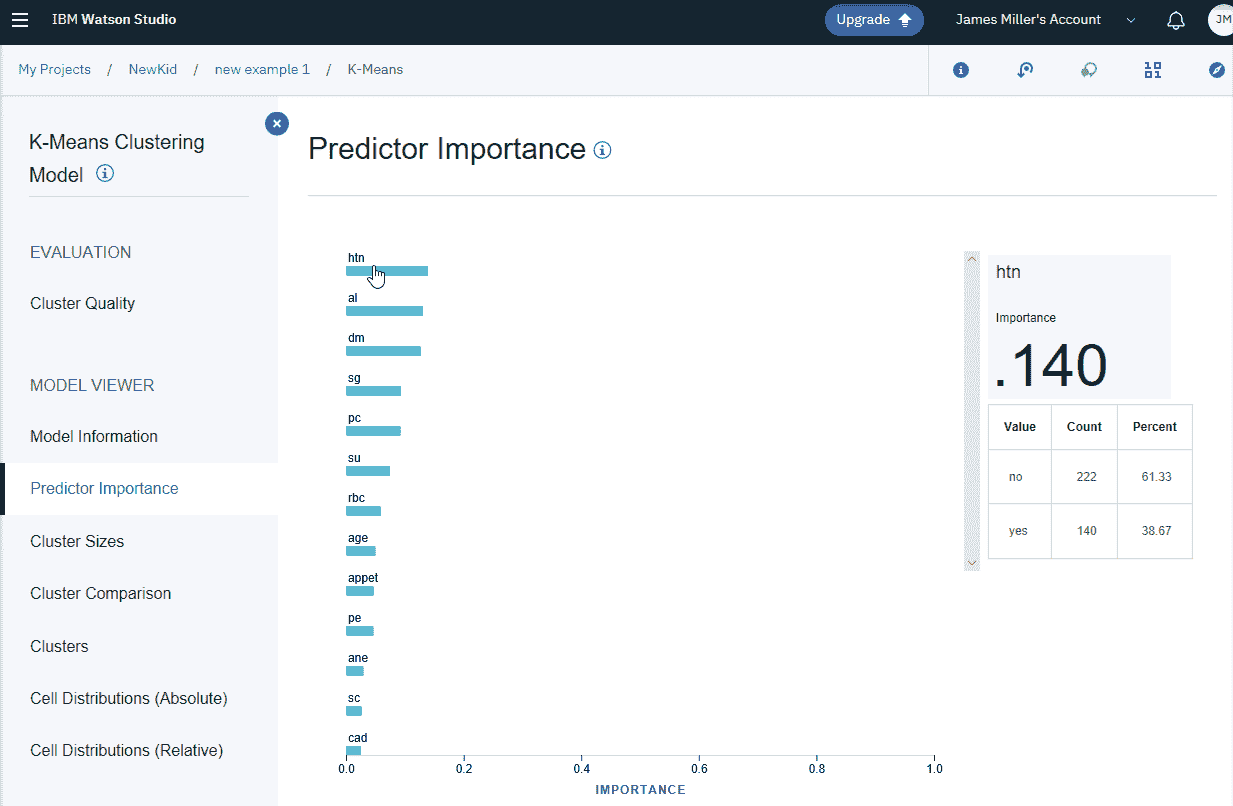 IBM Watson Studio
Upgrade
James Miller's Account
JM
My Projects / NewKid / new example 1 / K-Means
K-Means Clustering
Model
EVALUATION
Cluster Quality
MODEL VIEWER
Model Information
Predictor Importance
Cluster Sizes
Cluster Comparison
Clusters
Cell Distributions (Absolute)
Cell Distributions (Relative)
Predictor Importance
htn
al
dm
sg
pc
su
rbc
age
appet
pe
ane
sc
cad
0.0 0.2 0.4 0.6 0.8 1.0
IMPORTANCE
htn
Importance
.140
Value Count Percent
no 222 61.33
yes 140 38.67